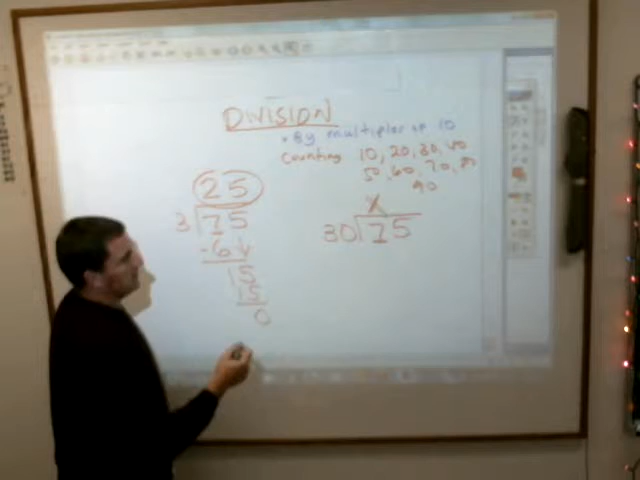 DIVISION
• By multiples of 10
Counting 10, 20, 30, 40
50, 60, 70, 80
90
25
3 75
-6↓
15
15
0
X
30 75